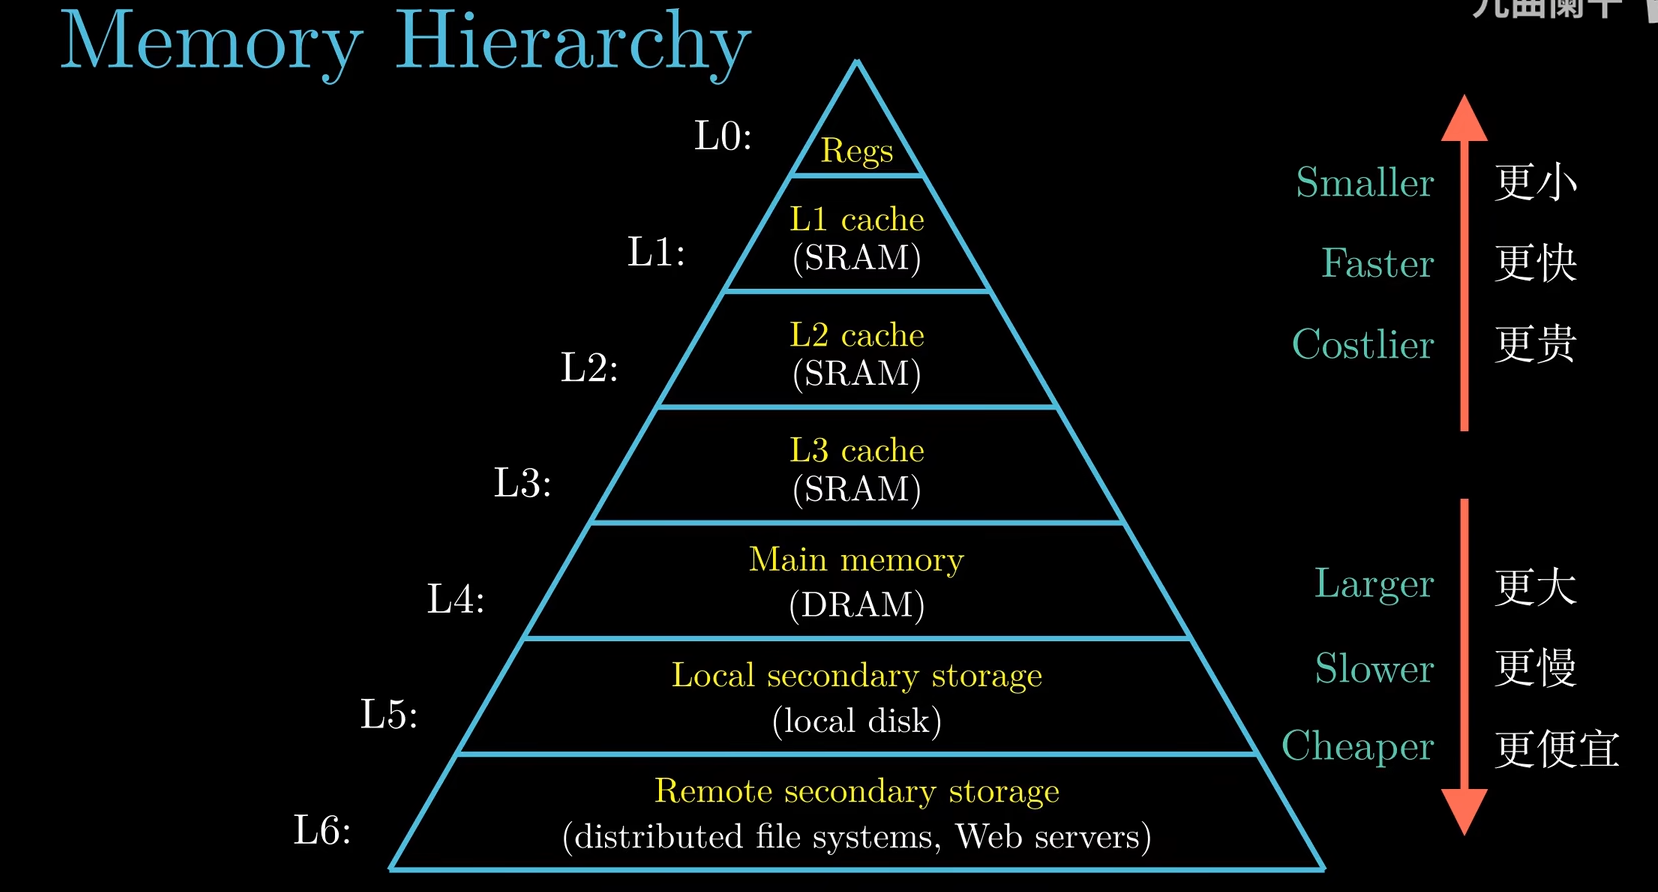 Memory Hierarchy
L0:
Regs
L1:
L1 cache
(SRAM)
L2:
L2 cache
(SRAM)
L3:
L3 cache
(SRAM)
L4:
Main memory
(DRAM)
L5:
Local secondary storage
(local disk)
L6:
Remote secondary storage
(distributed file systems, Web servers)
Smaller 更小
Faster 更快
Costlier 更贵
Larger 更大
Slower 更慢
Cheaper 更便宜